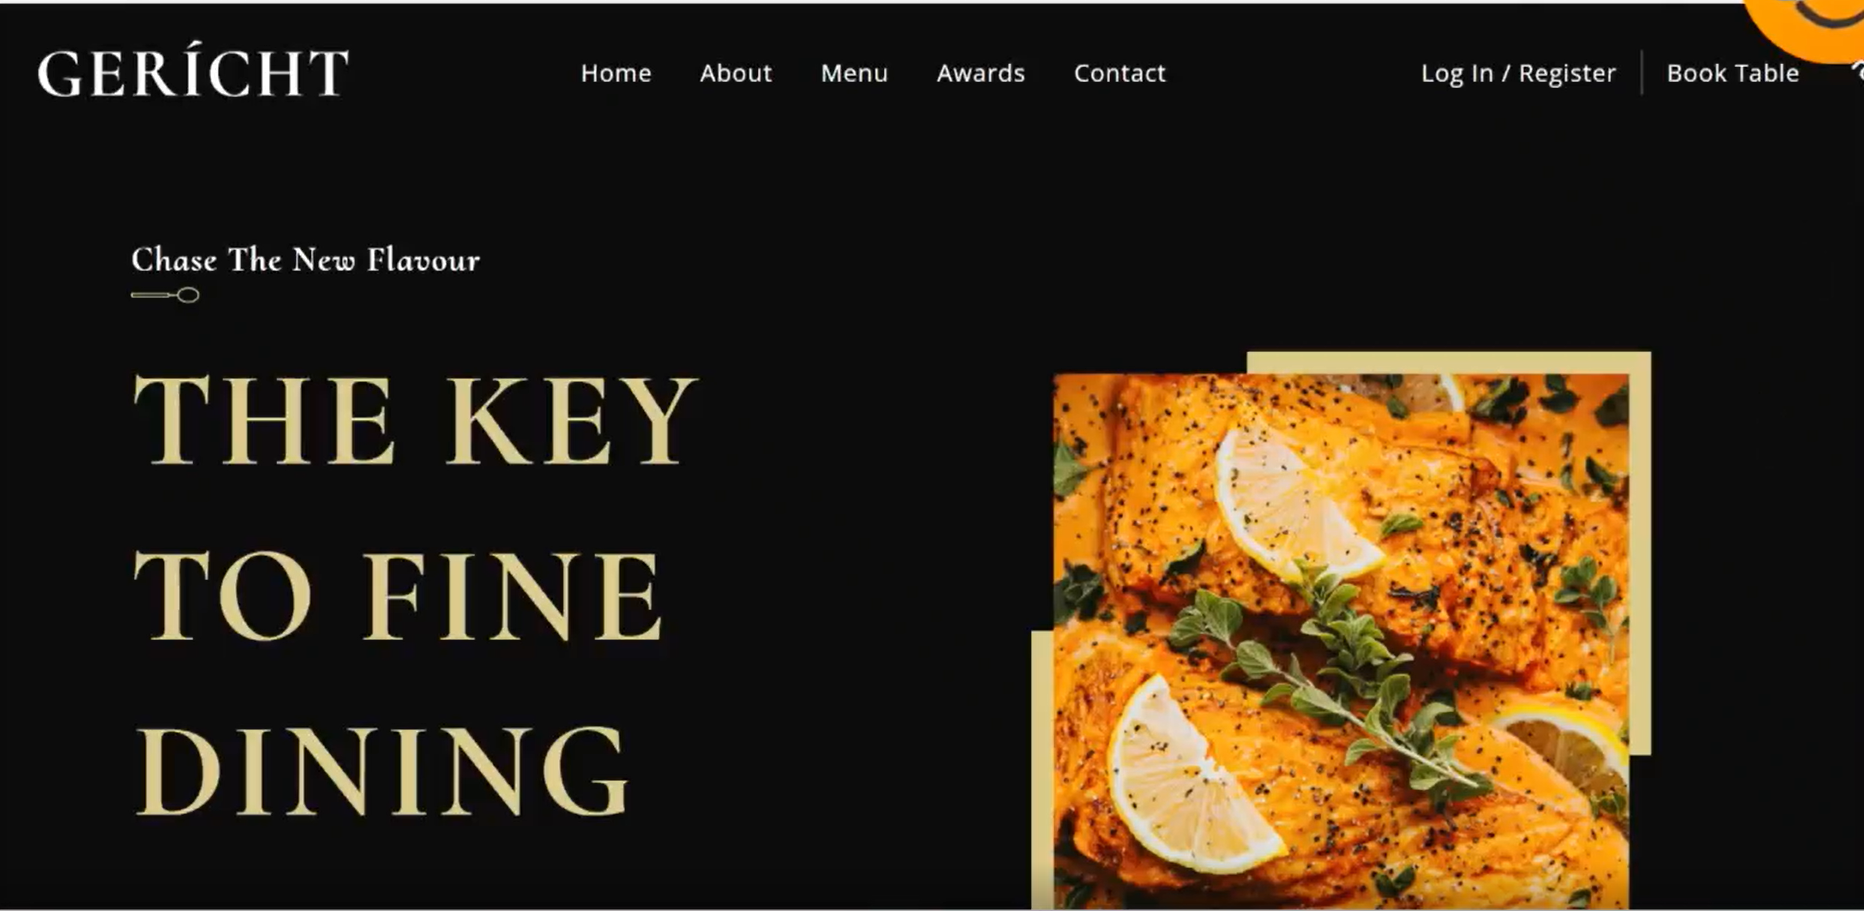 GERÍCHT
Home About Menu Awards Contact
Log In / Register Book Table
Chase The New Flavour
THE KEY
TO FINE
DINING